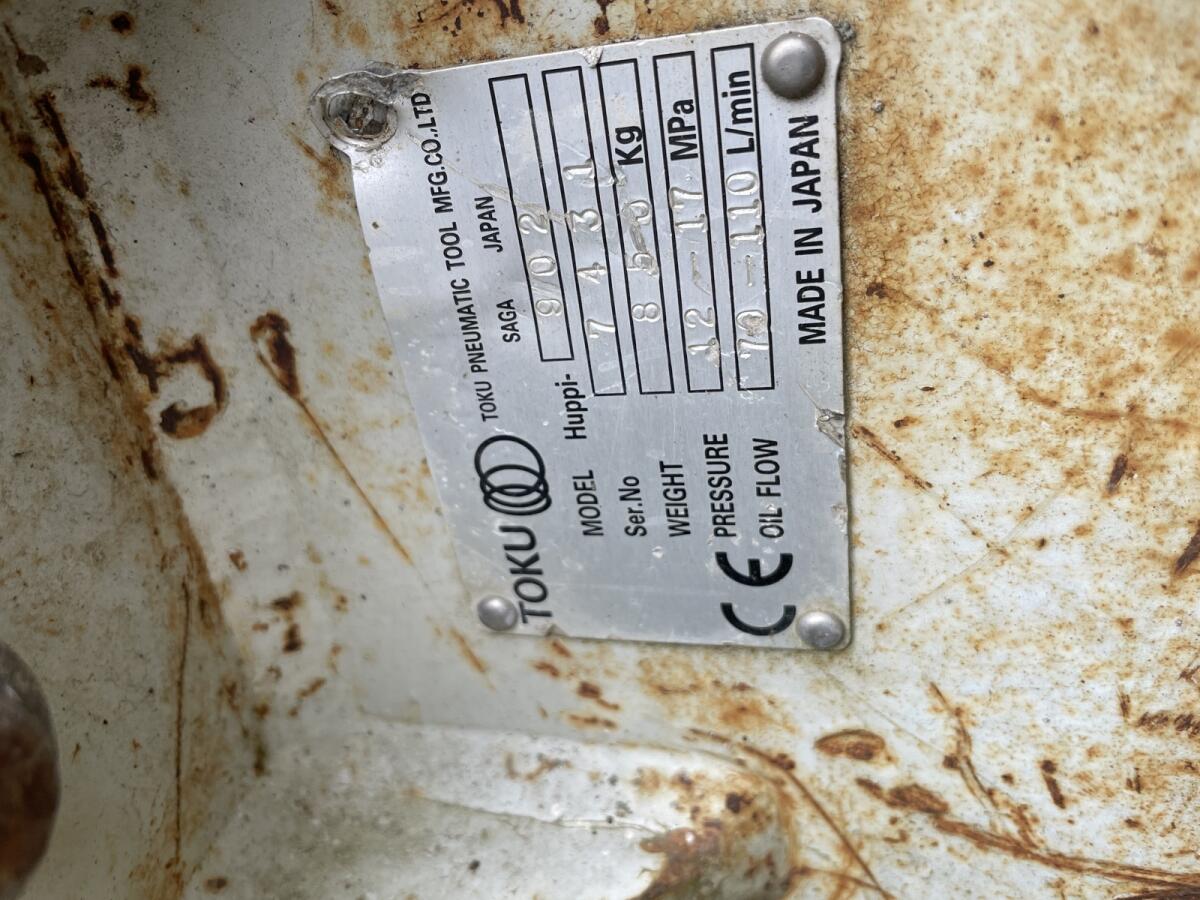 TOKU TOKU PNEUMATIC TOOL MFG.CO.,LTD
SAGA JAPAN
MODEL Huppi- 902
Ser.No 7431
WEIGHT 850 Kg
PRESSURE 12-17 MPa
CE OIL FLOW 70-110 L/min
MADE IN JAPAN